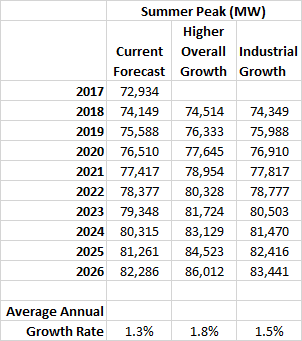 Summer Peak (MW)
Current Forecast Higher Overall Growth Industrial Growth
2017 72,934
2018 74,149 74,514 74,349
2019 75,588 76,333 75,988
2020 76,510 77,645 76,910
2021 77,417 78,954 77,817
2022 78,377 80,328 78,777
2023 79,348 81,724 80,503
2024 80,315 83,129 81,470
2025 81,261 84,523 82,416
2026 82,286 86,012 83,441
Average Annual
Growth Rate 1.3% 1.8% 1.5%